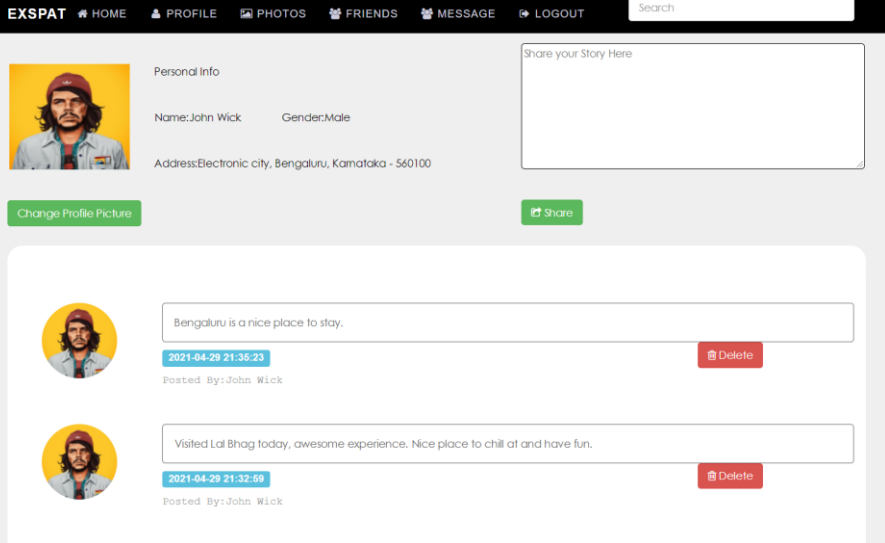 EXSPAT HOME PROFILE PHOTOS FRIENDS MESSAGE LOGOUT Search
Share your Story Here
Personal Info
Name:John Wick Gender:Male
Address:Electronic city, Bengaluru, Karnataka - 560100
Change Profile Picture Share
Bengaluru is a nice place to stay.
2021-04-29 21:35:23 Delete
Posted By:John Wick
Visited Lal Bhag today, awesome experience. Nice place to chill at and have fun.
2021-04-29 21:32:59 Delete
Posted By:John Wick